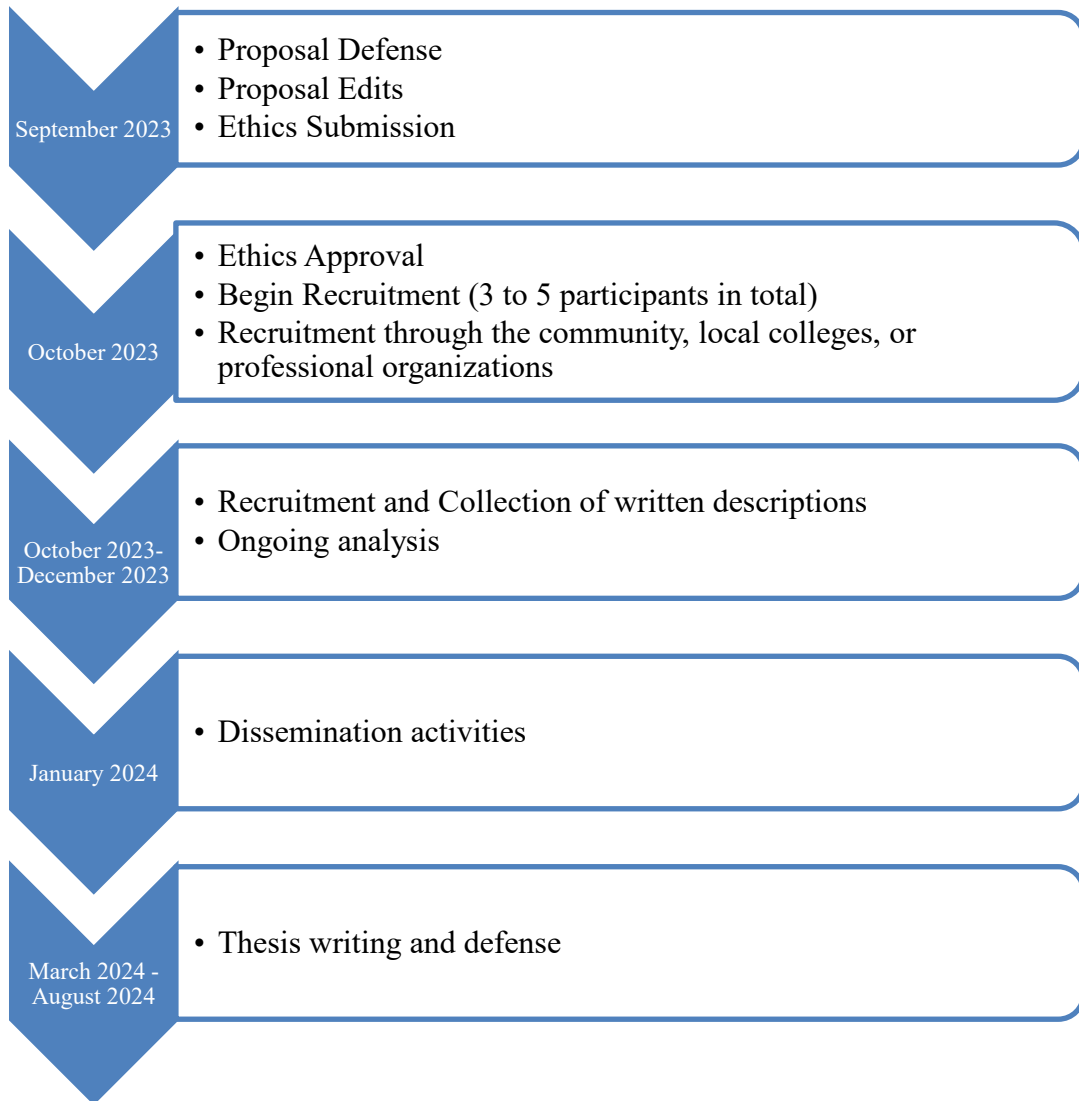 September 2023
• Proposal Defense
• Proposal Edits
• Ethics Submission
October 2023
• Ethics Approval
• Begin Recruitment (3 to 5 participants in total)
• Recruitment through the community, local colleges, or
professional organizations
October 2023-
December 2023
• Recruitment and Collection of written descriptions
• Ongoing analysis
January 2024
• Dissemination activities
March 2024 -
August 2024
• Thesis writing and defense